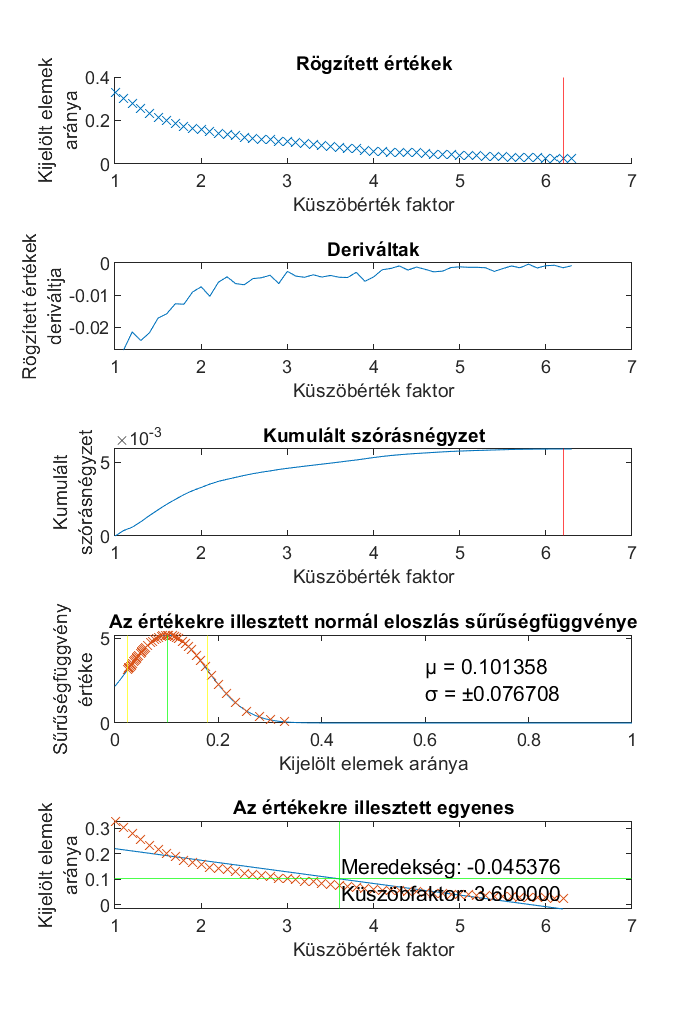 Rögzített értékek
Kijelölt elemek
aránya
0.4
0.2
0
1 2 3 4 5 6 7
Küszöbérték faktor
Deriváltak
Rögzített értékek
deriváltja
0
-0.01
-0.02
1 2 3 4 5 6 7
Küszöbérték faktor
Kumulált szórásnégyzet
×10-3
Kumulált
szórásnégyzet
5
0
1 2 3 4 5 6 7
Küszöbérték faktor
Az értékekre illesztett normál eloszlás sűrűségfüggvénye
Sűrűségfüggvény
értéke
5
0
μ = 0.101358
σ = ±0.076708
0 0.2 0.4 0.6 0.8 1
Kijelölt elemek aránya
Az értékekre illesztett egyenes
Kijelölt elemek
aránya
0.3
0.2
0.1
0
Meredekség: -0.045376
Küszöbfaktor: 3.600000
1 2 3 4 5 6 7
Küszöbérték faktor